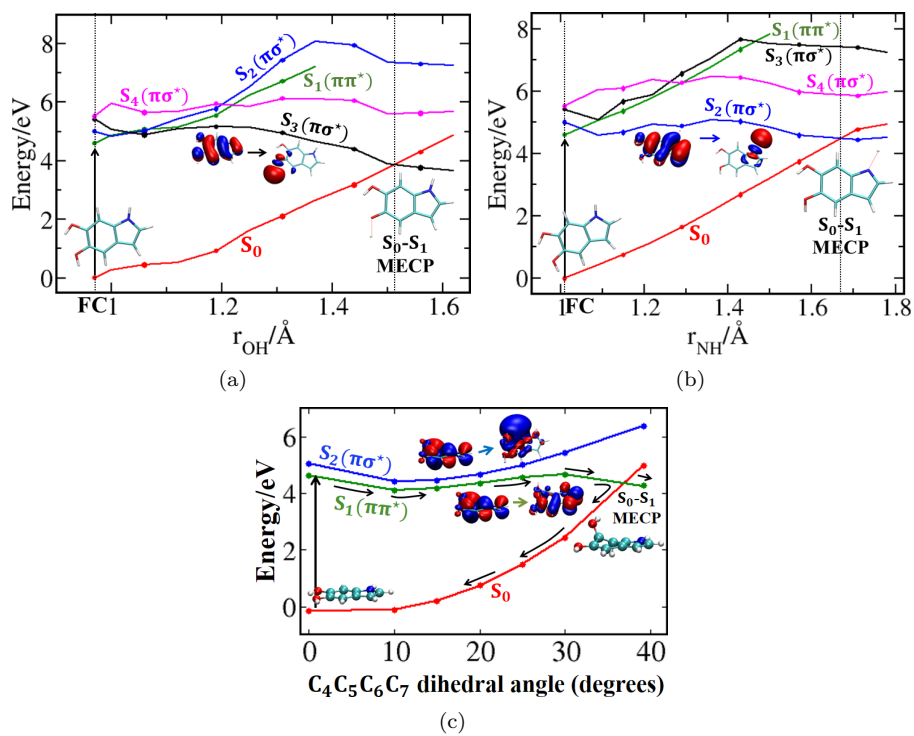 8
6
4
2
0
Energy/eV
S₄(πσ*)
S₂(πσ*)
S₁(ππ*)
S₃(πσ*)
S₀
S₀-S₁
MECP
FC
1
1.2
1.4
1.6
r_OH/Å
(a)
8
6
4
2
0
Energy/eV
S₁(ππ*)
S₃(πσ*)
S₄(πσ*)
S₂(πσ*)
S₀
S₀-S₁
MECP
1
FC
1.2
1.4
1.6
1.8
r_NH/Å
(b)
6
4
2
0
Energy/eV
S₂(πσ*)
S₁(ππ*)
S₀-S₁
MECP
S₀
0
10
20
30
40
C₄C₅C₆C₇ dihedral angle (degrees)
(c)